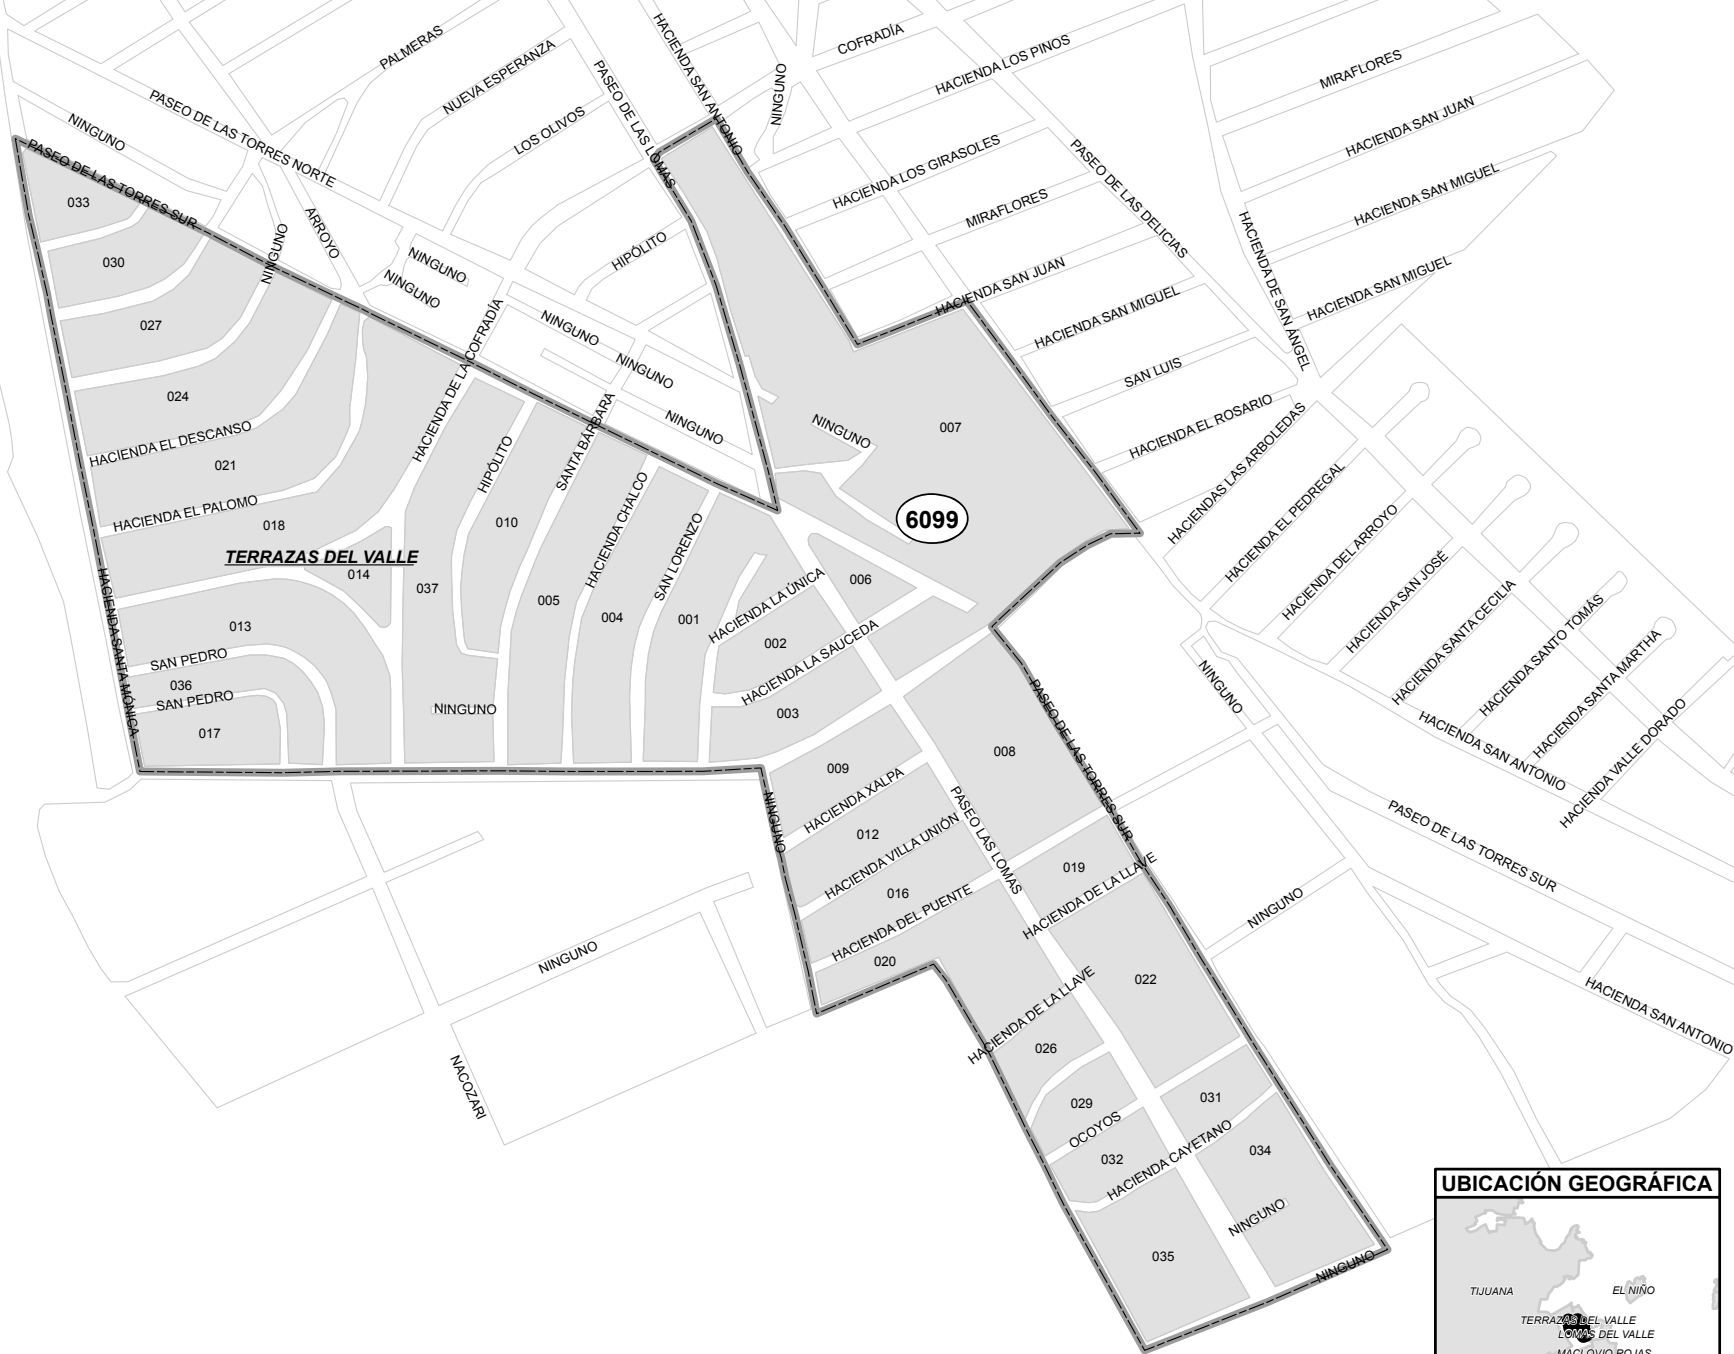 PALMERAS
NUEVA ESPERANZA
LOS OLIVOS
PASEO DE LAS LOMAS
HACIENDA SAN ANTONIO
NINGUNO
COFRADÍA
HACIENDA LOS PINOS
MIRAFLORES
HACIENDA SAN JUAN
HACIENDA SAN MIGUEL
HACIENDA SAN MIGUEL
HACIENDA LOS GIRASOLES
MIRAFLORES
PASEO DE LAS DELICIAS
HACIENDA DE SAN ÁNGEL
HACIENDA SAN JUAN
HACIENDA SAN MIGUEL
SAN LUIS
HACIENDA EL ROSARIO
PASEO DE LAS TORRES NORTE
NINGUNO
PASEO DE LAS TORRES SUR
033
030
027
024
HACIENDA EL DESCANSO
021
HACIENDA EL PALOMO
018
TERRAZAS DEL VALLE
014
NINGUNO
ARROYO
NINGUNO
NINGUNO
HIPÓLITO
HACIENDA DE LA COFRADÍA
NINGUNO
NINGUNO
NINGUNO
NINGUNO
007
6099
HIPÓLITO
SANTA BÁRBARA
HACIENDA CHALCO
SAN LORENZO
010
037
005
004
001
HACIENDA LA ÚNICA
006
002
HACIENDA LA SAUCEDA
003
HACIENDA SANTA MÓNICA
013
SAN PEDRO
036
SAN PEDRO
017
NINGUNO
HACIENDAS LAS ARBOLEDAS
HACIENDA EL PEDREGAL
HACIENDA DEL ARROYO
HACIENDA SAN JOSÉ
HACIENDA SANTA CECILIA
HACIENDA SANTO TOMÁS
HACIENDA SANTA MARTHA
HACIENDA VALLE DORADO
HACIENDA SAN ANTONIO
NINGUNO
PASEO DE LAS TORRES SUR
PASEO DE LAS TORRES SUR
008
009
HACIENDA XALPA
NINGUNO
012
HACIENDA VILLA UNIÓN
PASEO LAS LOMAS
016
HACIENDA DEL PUENTE
020
019
HACIENDA DE LA LLAVE
022
NINGUNO
HACIENDA SAN ANTONIO
NINGUNO
NACOZARI
HACIENDA DE LA LLAVE
026
029
OCOYOS
032
031
HACIENDA CAYETANO
034
NINGUNO
035
NINGUNO
UBICACIÓN GEOGRÁFICA
TIJUANA
EL NIÑO
TERRAZAS DEL VALLE
LOMAS DEL VALLE
MACLOVIO ROJAS